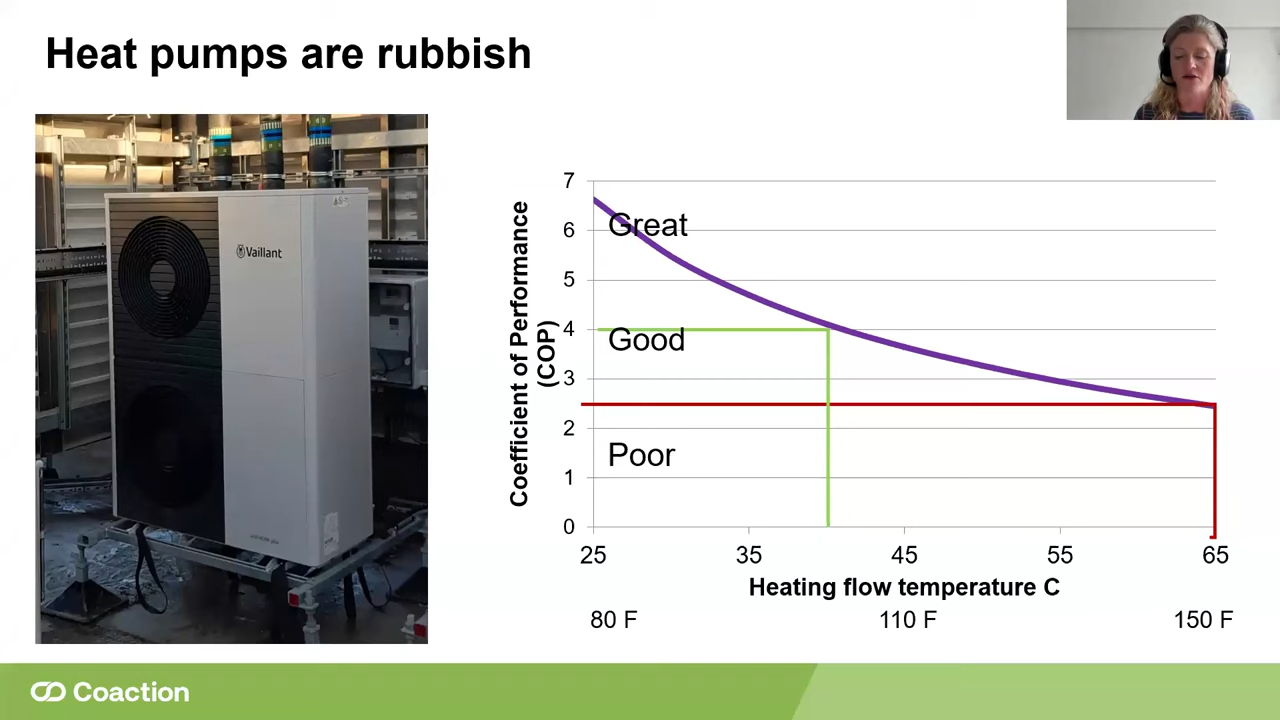 Heat pumps are rubbish
Vaillant
Coefficient of Performance
(COP)
7
6
5
4
3
2
1
0
Great
Good
Poor
25 35 45 55 65
Heating flow temperature C
80 F 110 F 150 F
Coaction